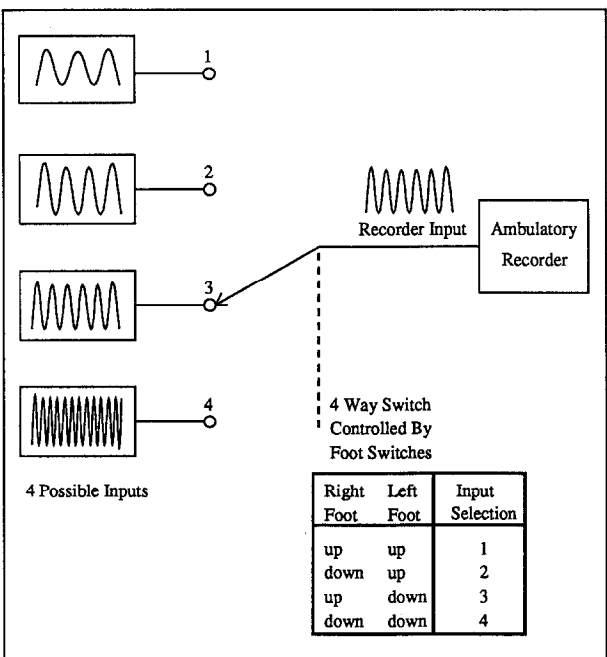 1
2
3
4
4 Possible Inputs
Recorder Input
Ambulatory
Recorder
4 Way Switch
Controlled By
Foot Switches
Right Left Input
Foot Foot Selection
up up 1
down up 2
up down 3
down down 4